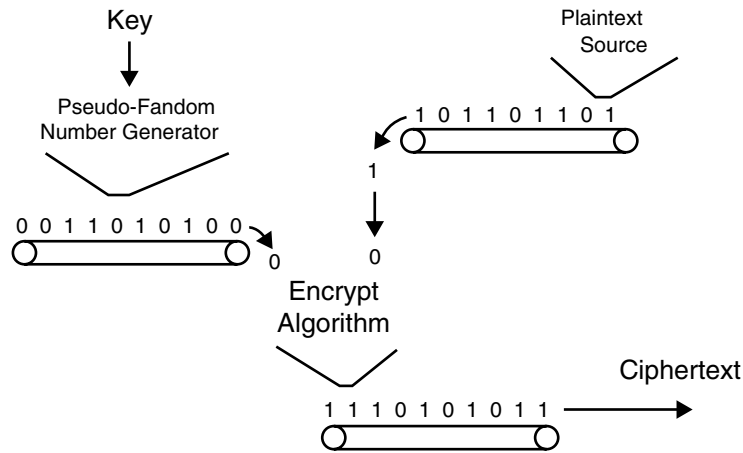 Key
Plaintext
Source
Pseudo-Fandom
Number Generator
1 0 1 1 0 1 1 0 1
1
0 0 1 1 0 1 0 1 0 0
0
0
Encrypt
Algorithm
Ciphertext
1 1 1 0 1 0 1 0 1 1